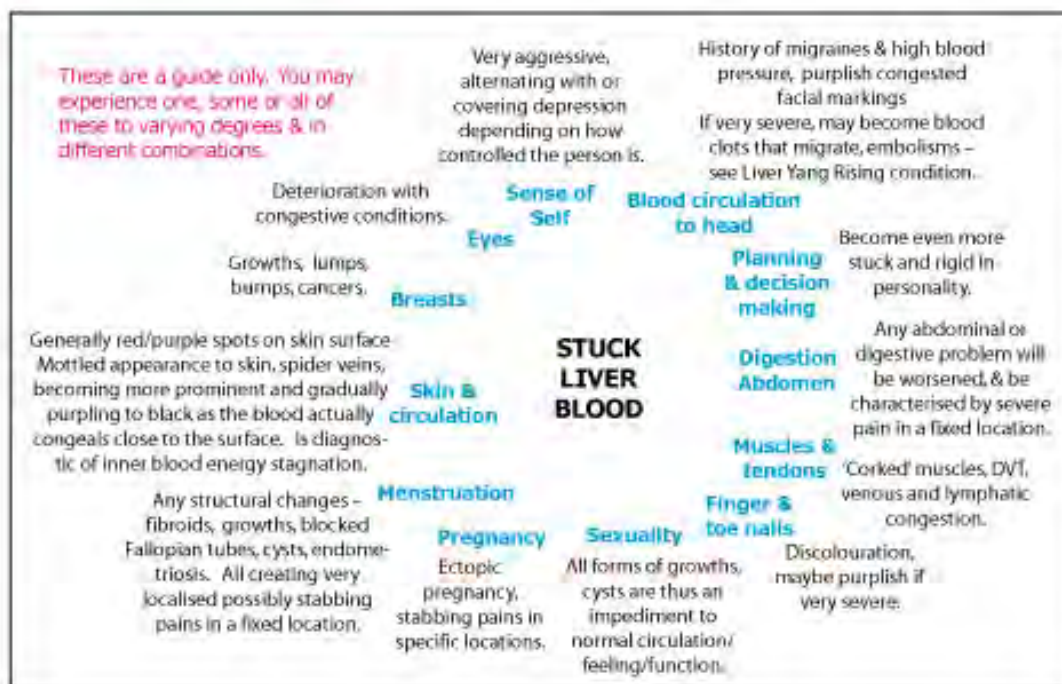 These are a guide only. You may
experience one, some or all of
these to varying degrees & in
different combinations.
Very aggressive,
alternating with or
covering depression
depending on how
controlled the person is.
Sense of
Self
History of migraines & high blood
pressure, purplish congested
facial markings
If very severe, may become blood
clots that migrate, embolisms –
see Liver Yang Rising condition.
Blood circulation
to head
Deterioration with
congestive conditions.
Eyes
Become even more
stuck and rigid in
personality.
Planning
& decision
making
Growths, lumps,
bumps, cancers.
Breasts
STUCK
LIVER
BLOOD
Any abdominal or
digestive problem will
be worsened, & be
characterised by severe
pain in a fixed location.
Digestion
Abdomen
Generally red/purple spots on skin surface
Mottled appearance to skin, spider veins,
becoming more prominent and gradually
purpling to black as the blood actually
congeals close to the surface. Is diagnos-
tic of inner blood energy stagnation.
Skin &
circulation
Muscles &
tendons
'Corked' muscles, DVT,
venous and lymphatic
congestion.
Menstruation
Any structural changes –
fibroids, growths, blocked
Fallopian tubes, cysts, endome-
triosis. All creating very
localised possibly stabbing
pains in a fixed location.
Pregnancy
Ectopic
pregnancy,
stabbing pains in
specific locations.
Sexuality
All forms of growths,
cysts are thus an
impediment to
normal circulation/
feeling/function.
Finger &
toe nails
Discolouration,
maybe purplish if
very severe.